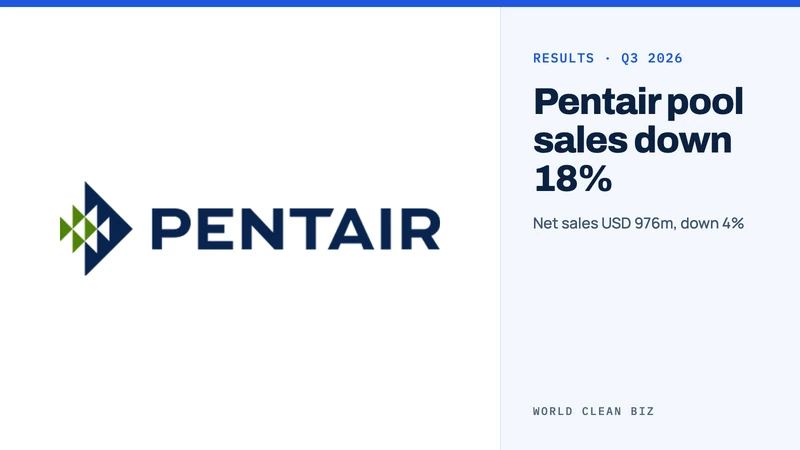 PENTAIR
RESULTS · Q3 2026
Pentair pool
sales down
18%
Net sales USD 976m, down 4%
WORLD CLEAN BIZ